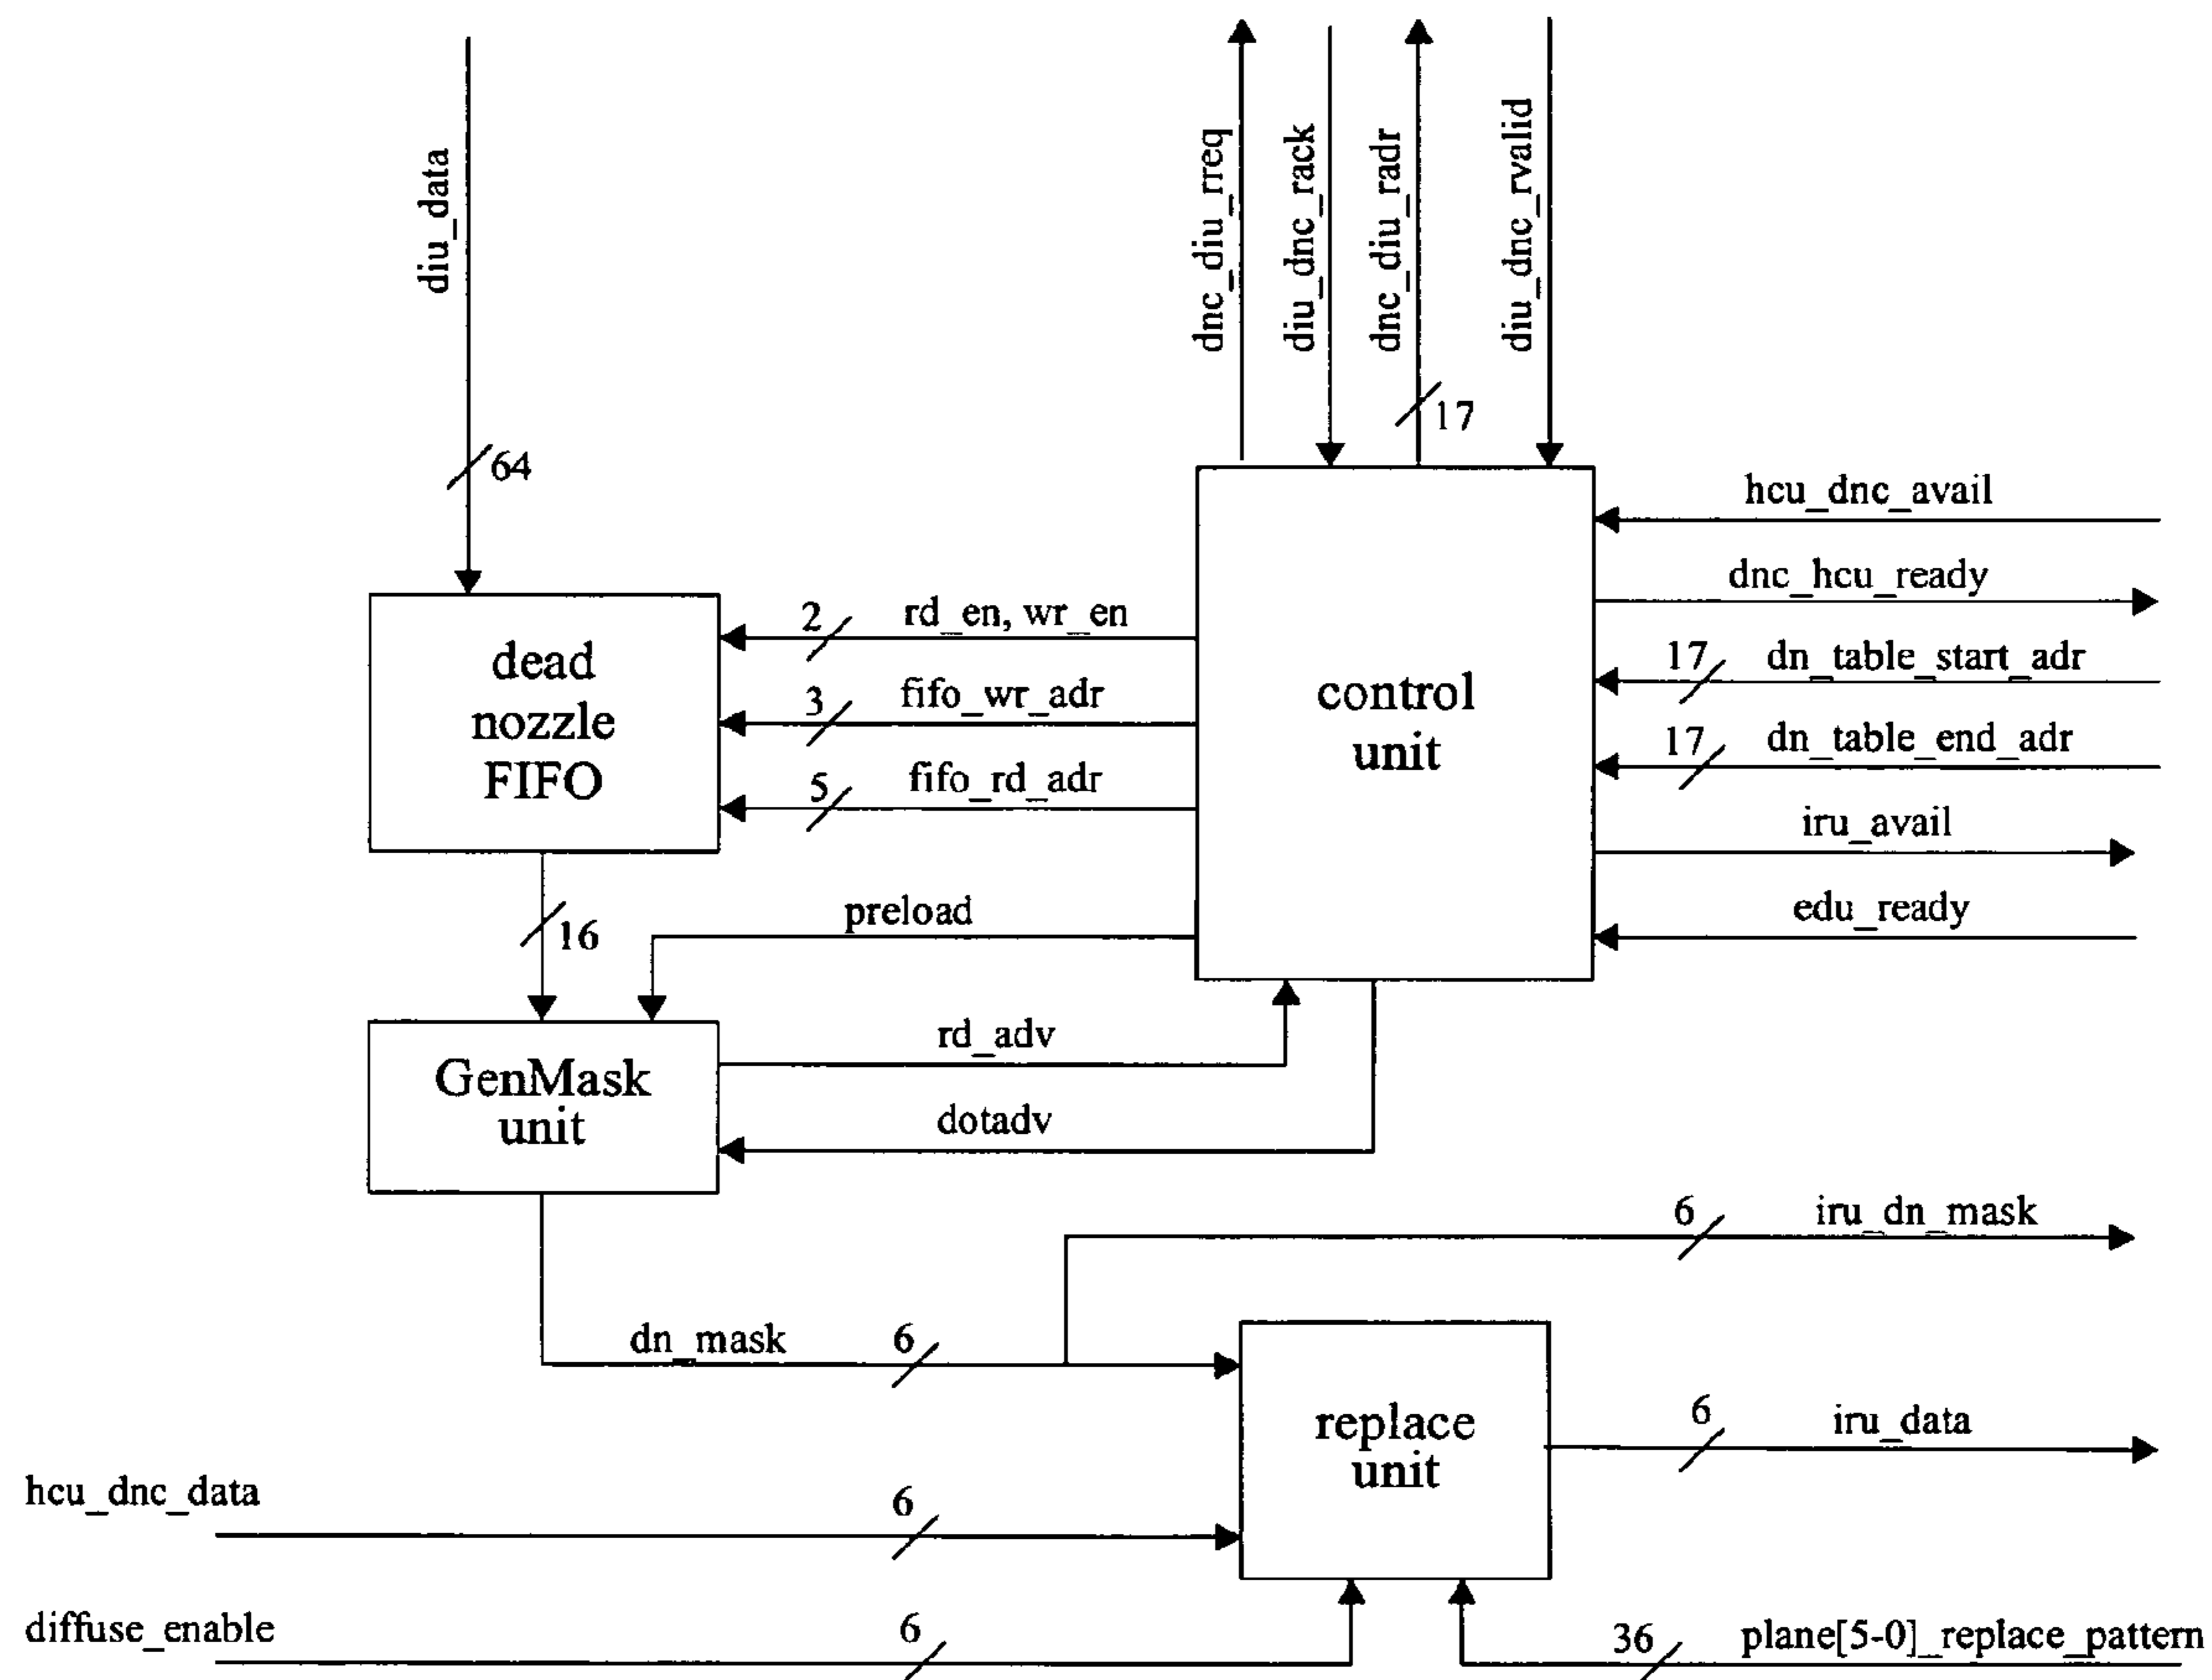 diu_data
64
dnc_diu_rreq
diu_dnc_rack
dnc_diu_radr
17
diu_dnc_rvalid
hcu_dnc_avail
dnc_hcu_ready
17
dn_table_start_adr
17
dn_table_end_adr
iru_avail
edu_ready
control
unit
2
rd_en, wr_en
3
fifo_wr_adr
5
fifo_rd_adr
dead
nozzle
FIFO
16
preload
GenMask
unit
rd_adv
dotadv
6
iru_dn_mask
dn_mask
6
replace
unit
6
iru_data
hcu_dnc_data
6
diffuse_enable
6
36
plane[5-0]_replace_pattern